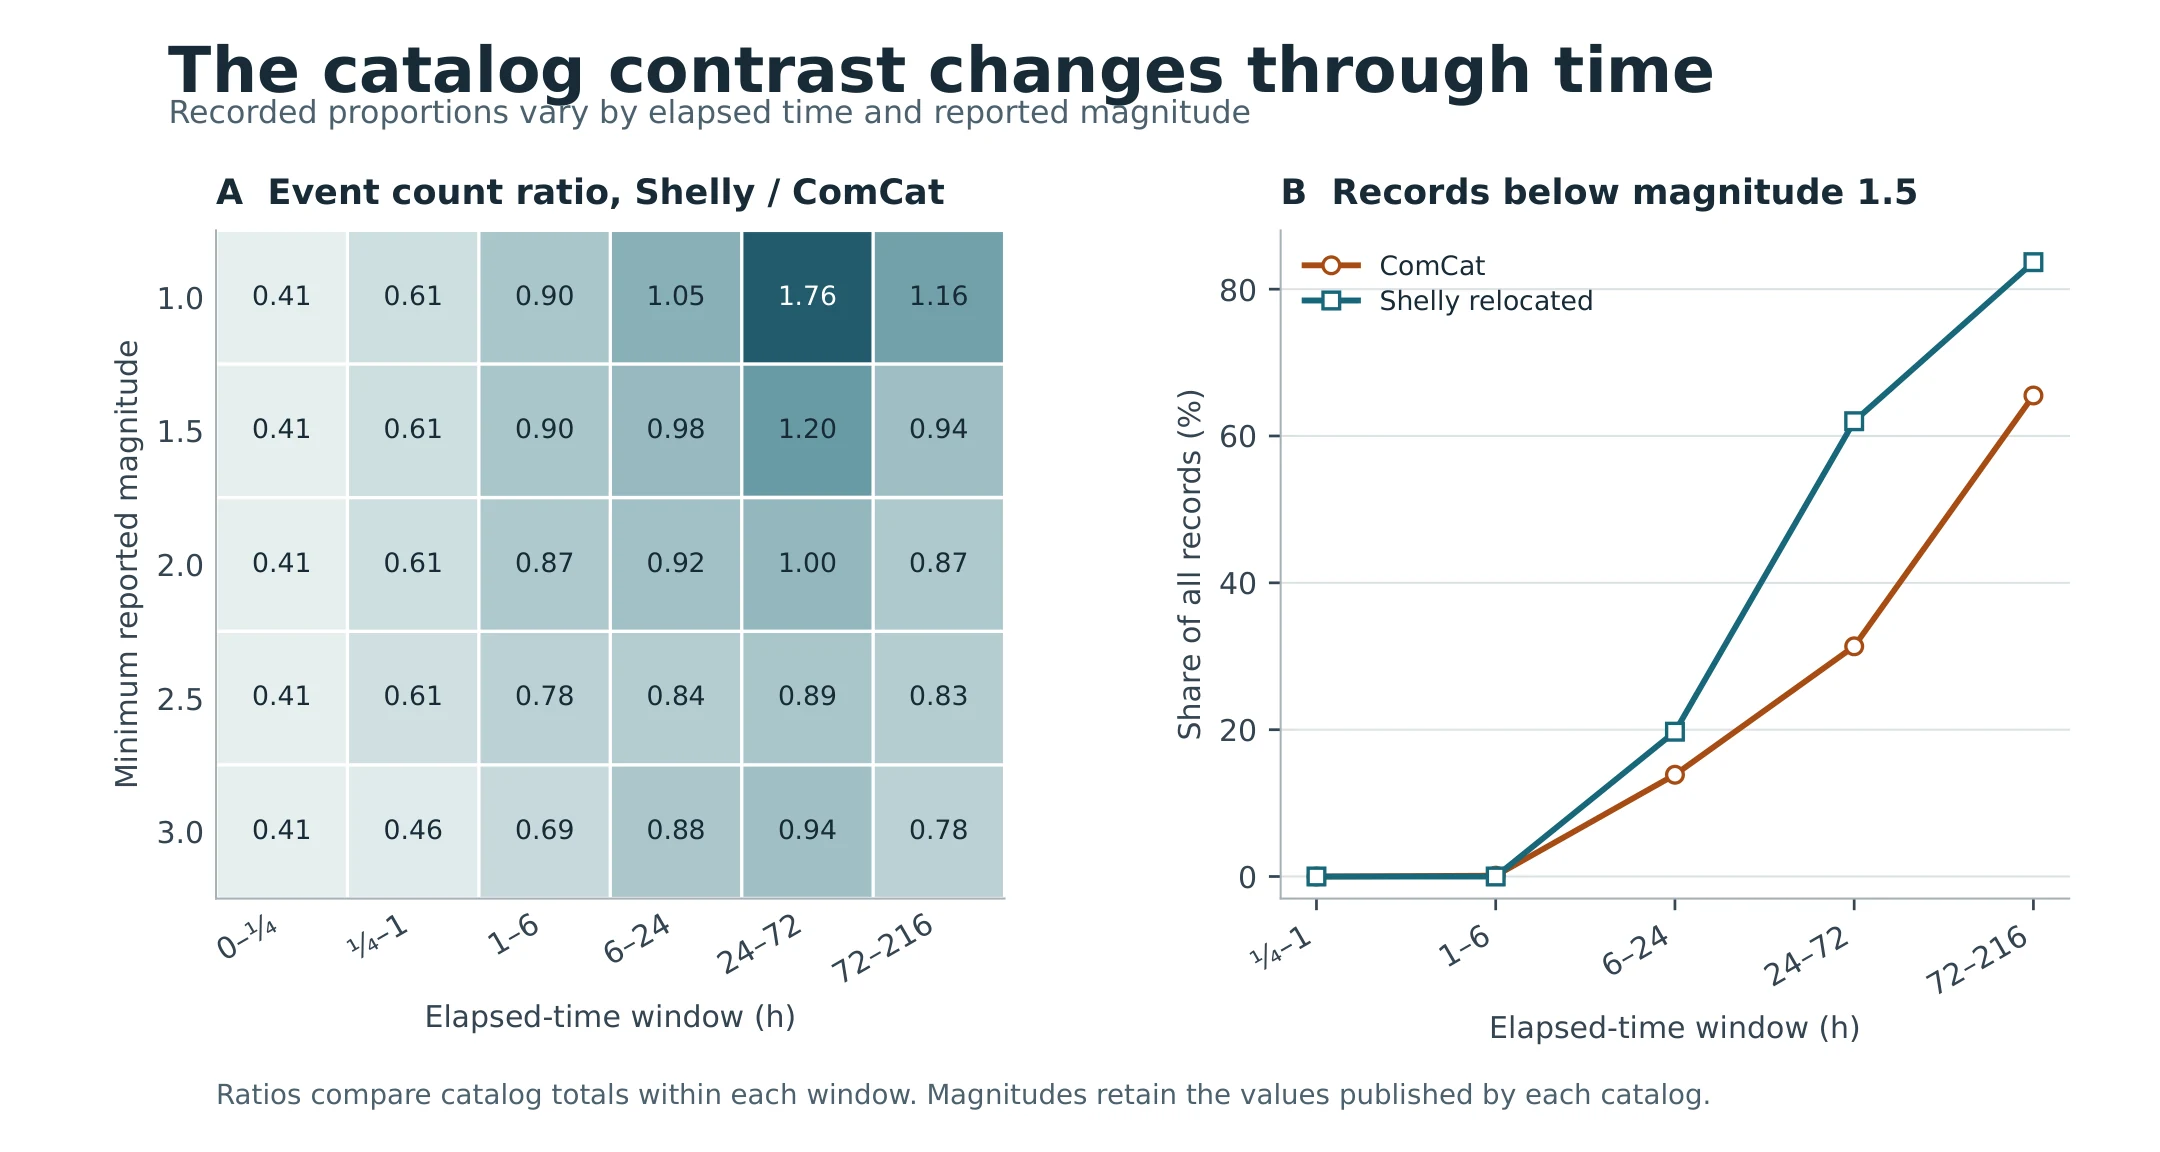 The catalog contrast changes through time
Recorded proportions vary by elapsed time and reported magnitude
A Event count ratio, Shelly / ComCat
Minimum reported magnitude
1.0 0.41 0.61 0.90 1.05 1.76 1.16
1.5 0.41 0.61 0.90 0.98 1.20 0.94
2.0 0.41 0.61 0.87 0.92 1.00 0.87
2.5 0.41 0.61 0.78 0.84 0.89 0.83
3.0 0.41 0.46 0.69 0.88 0.94 0.78
0–¼ ¼–1 1–6 6–24 24–72 72–216
Elapsed-time window (h)
B Records below magnitude 1.5
ComCat
Shelly relocated
Share of all records (%)
80
60
40
20
0
¼–1 1–6 6–24 24–72 72–216
Elapsed-time window (h)
Ratios compare catalog totals within each window. Magnitudes retain the values published by each catalog.